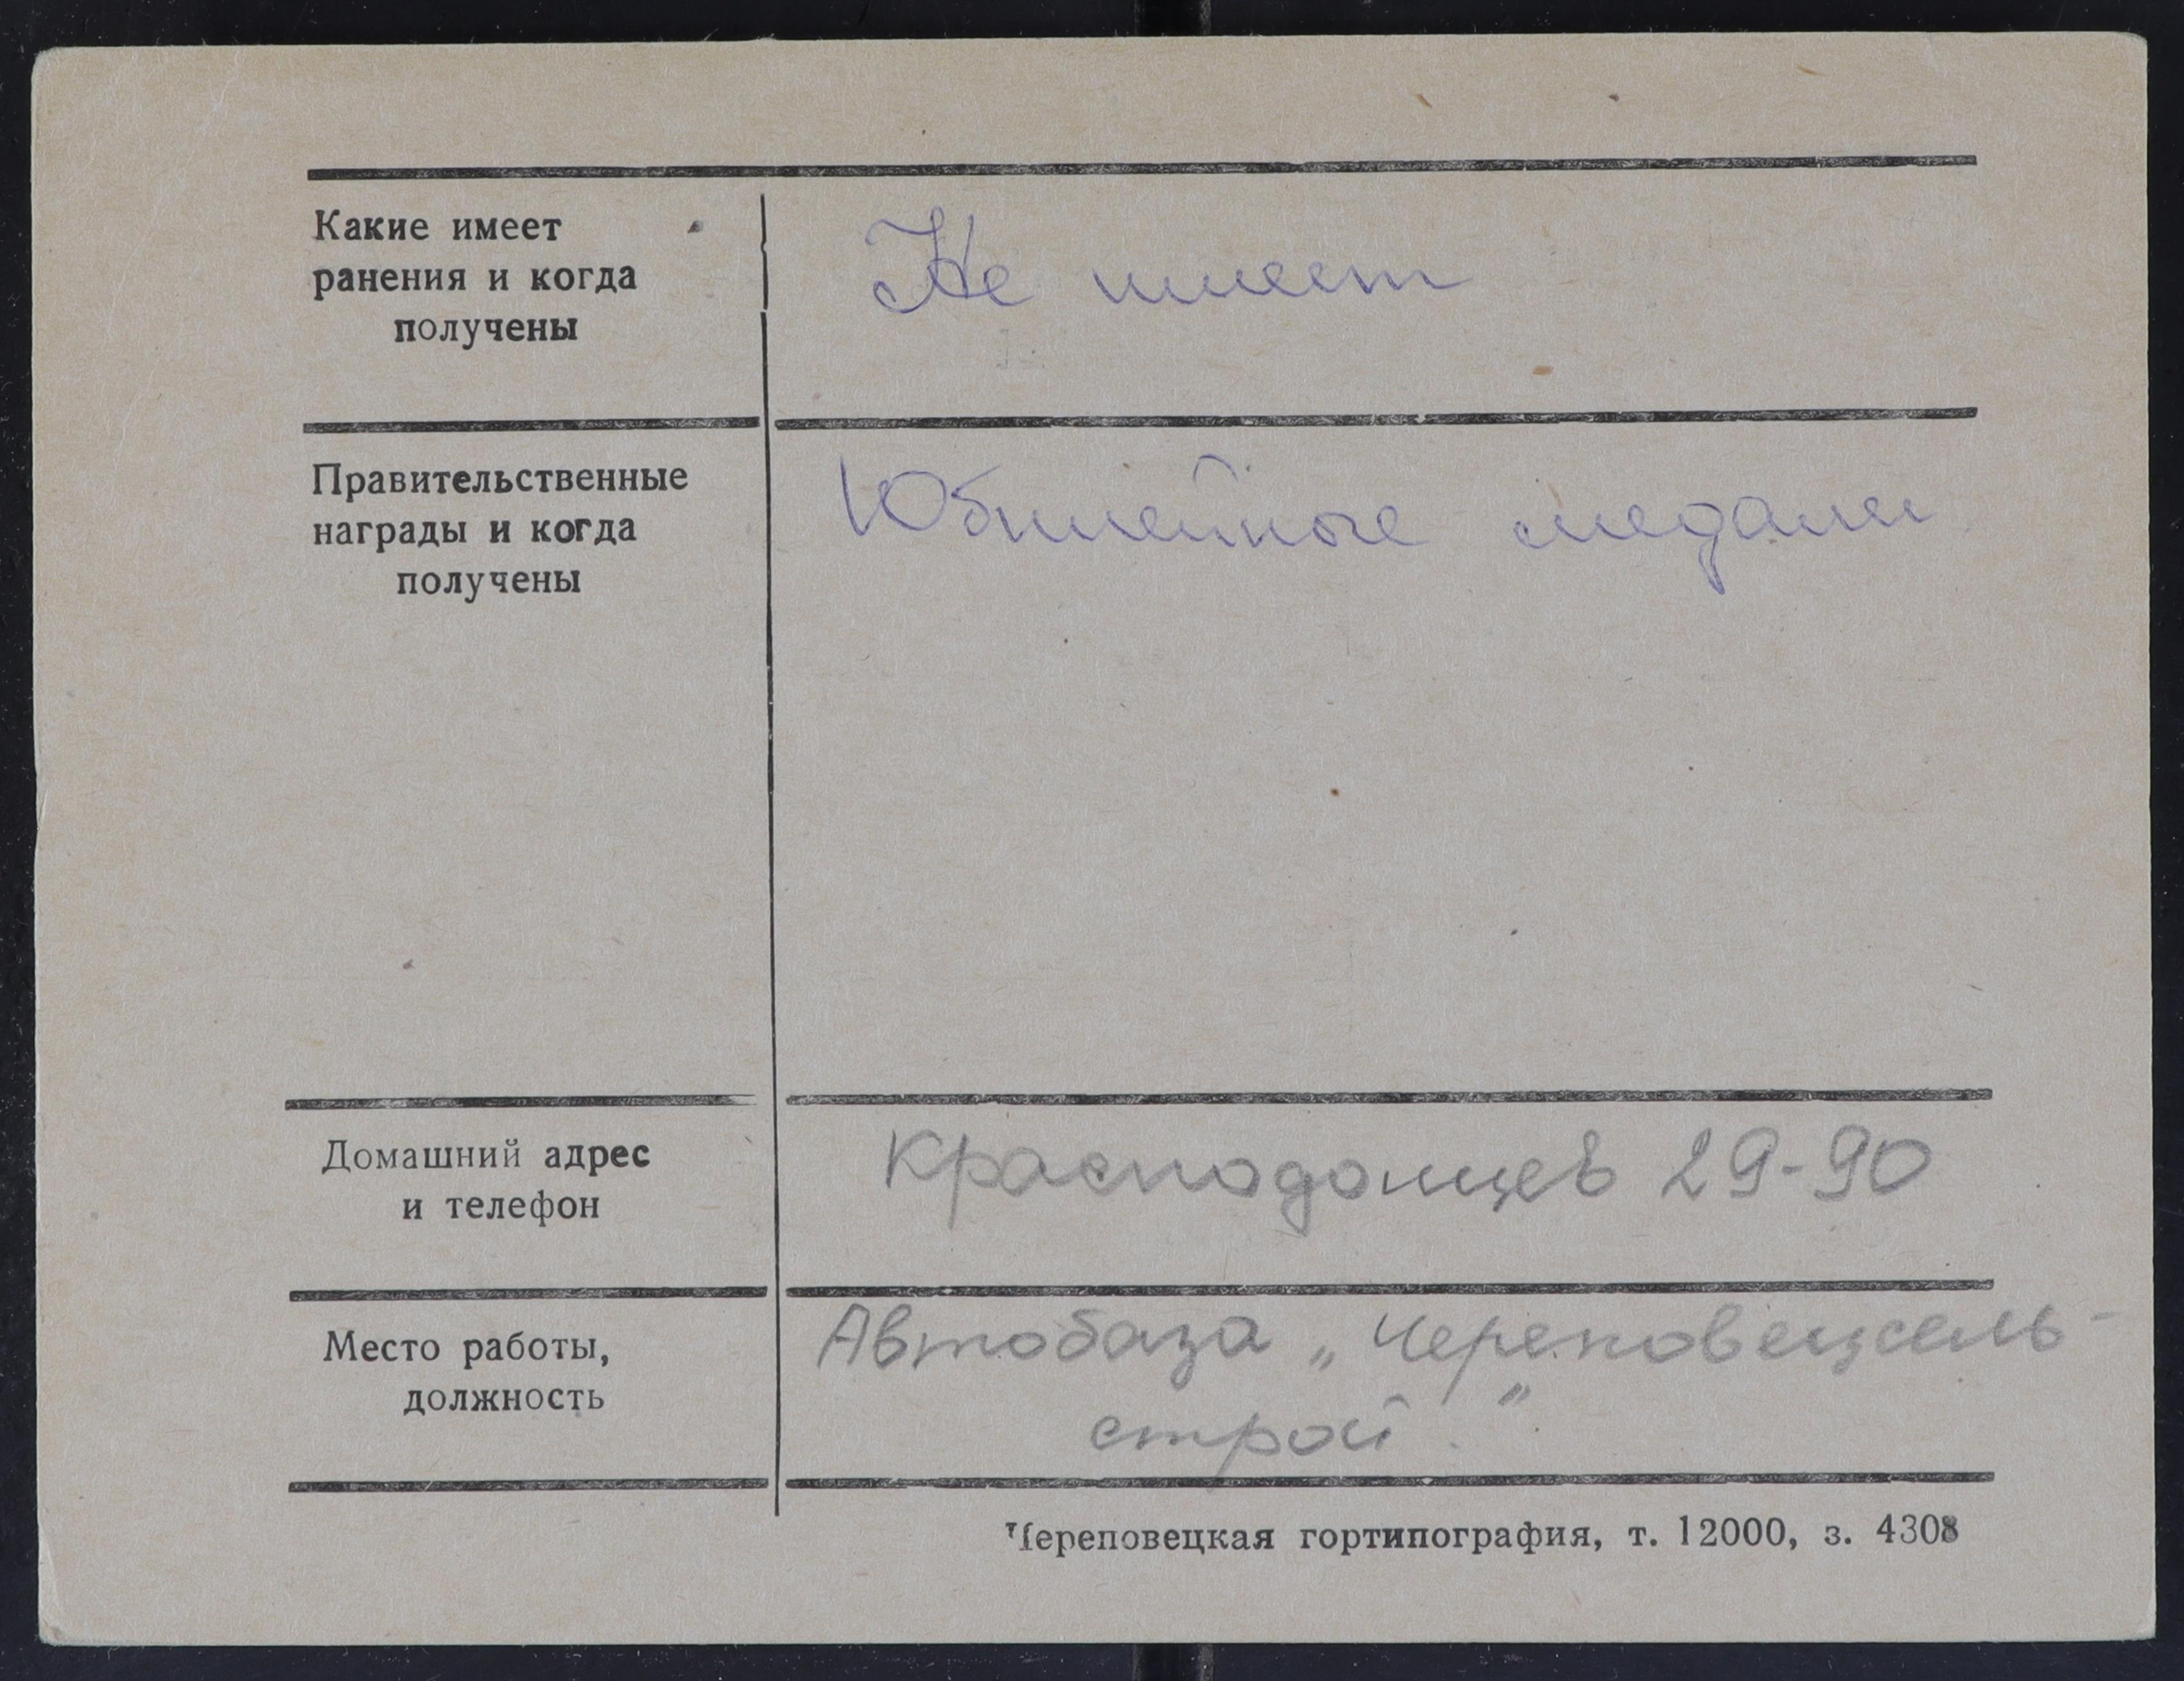 Какие имеет
ранения и когда
получены
Не имеет
Правительственные
награды и когда
получены
Юбилейные медали
Домашний адрес
и телефон
Краснодонцев 29-90
Место работы,
должность
Автобаза „Череповецсель-
строй."
Череповецкая гортипография, т. 12000, з. 4308